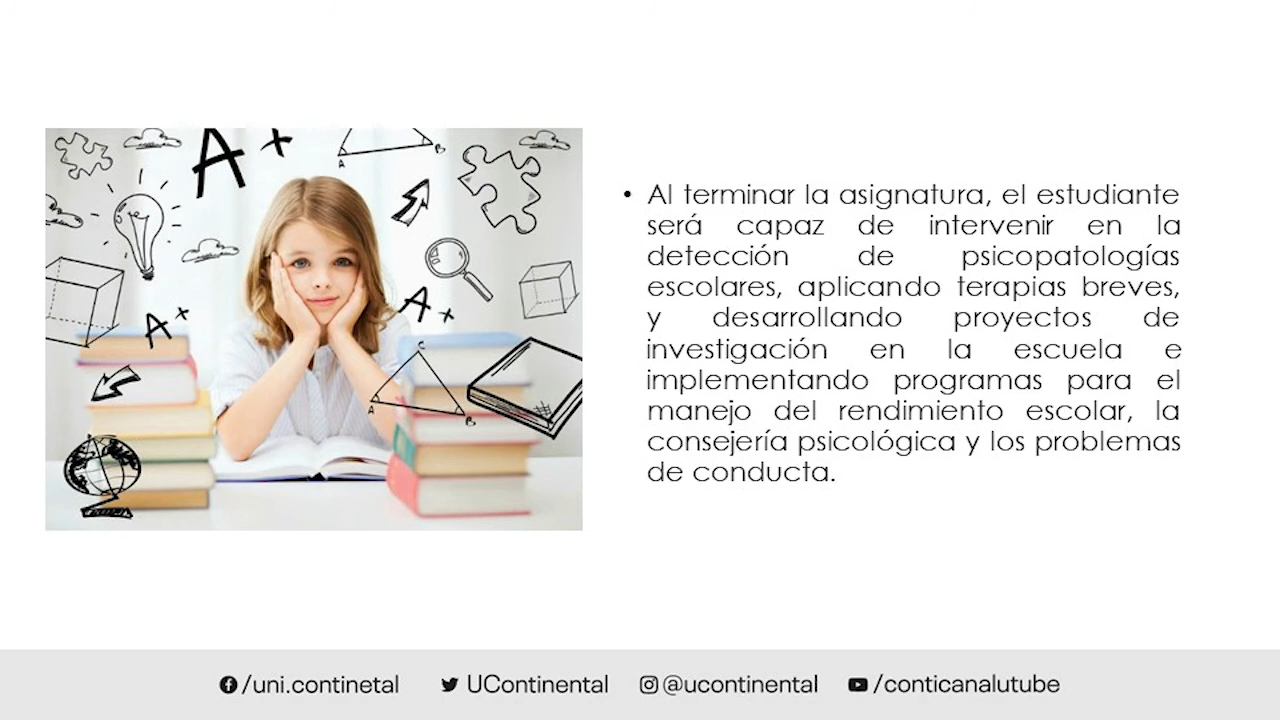 A+
A
B
A+
A+
C
A
B
• Al terminar la asignatura, el estudiante
será capaz de intervenir en la
detección de psicopatologías
escolares, aplicando terapias breves,
y desarrollando proyectos de
investigación en la escuela e
implementando programas para el
manejo del rendimiento escolar, la
consejería psicológica y los problemas
de conducta.
/uni.continetal UContinental @ucontinental /conticanalutube